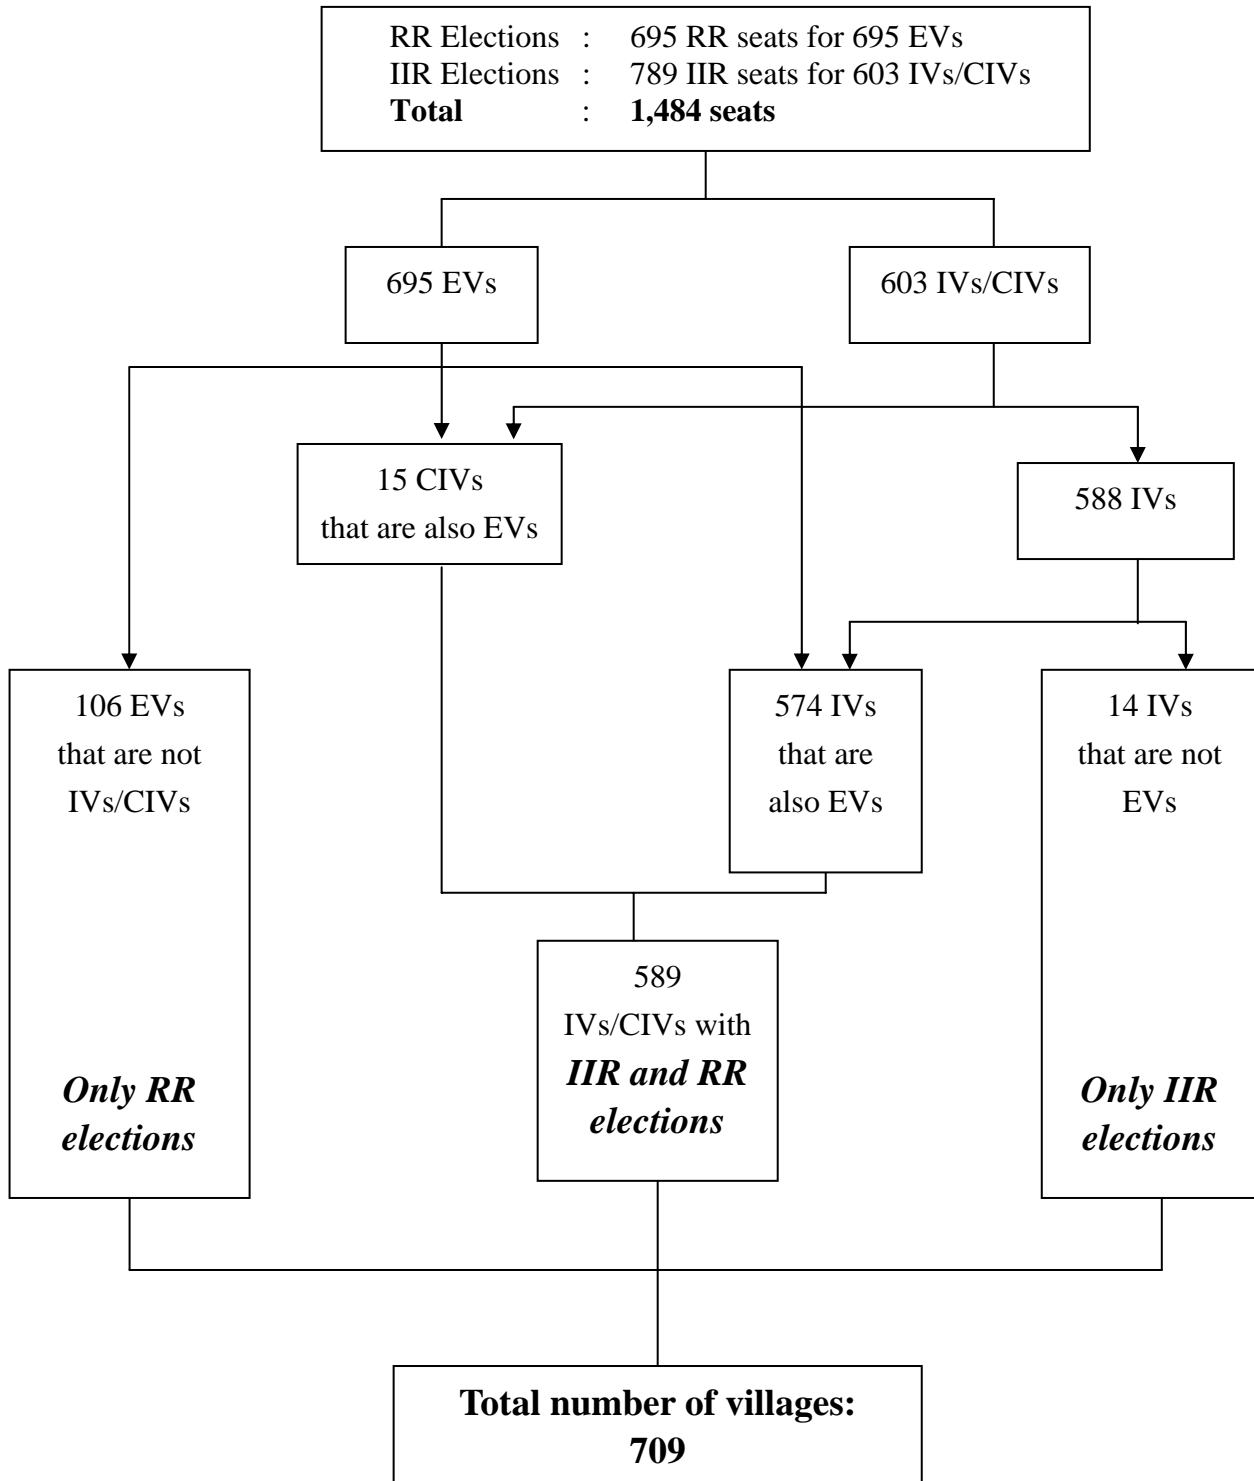 RR Elections : 695 RR seats for 695 EVs
IIR Elections : 789 IIR seats for 603 IVs/CIVs
Total : 1,484 seats
695 EVs
603 IVs/CIVs
15 CIVs
that are also EVs
588 IVs
106 EVs
that are not
IVs/CIVs
Only RR
elections
574 IVs
that are
also EVs
14 IVs
that are not
EVs
Only IIR
elections
589
IVs/CIVs with
IIR and RR
elections
Total number of villages:
709